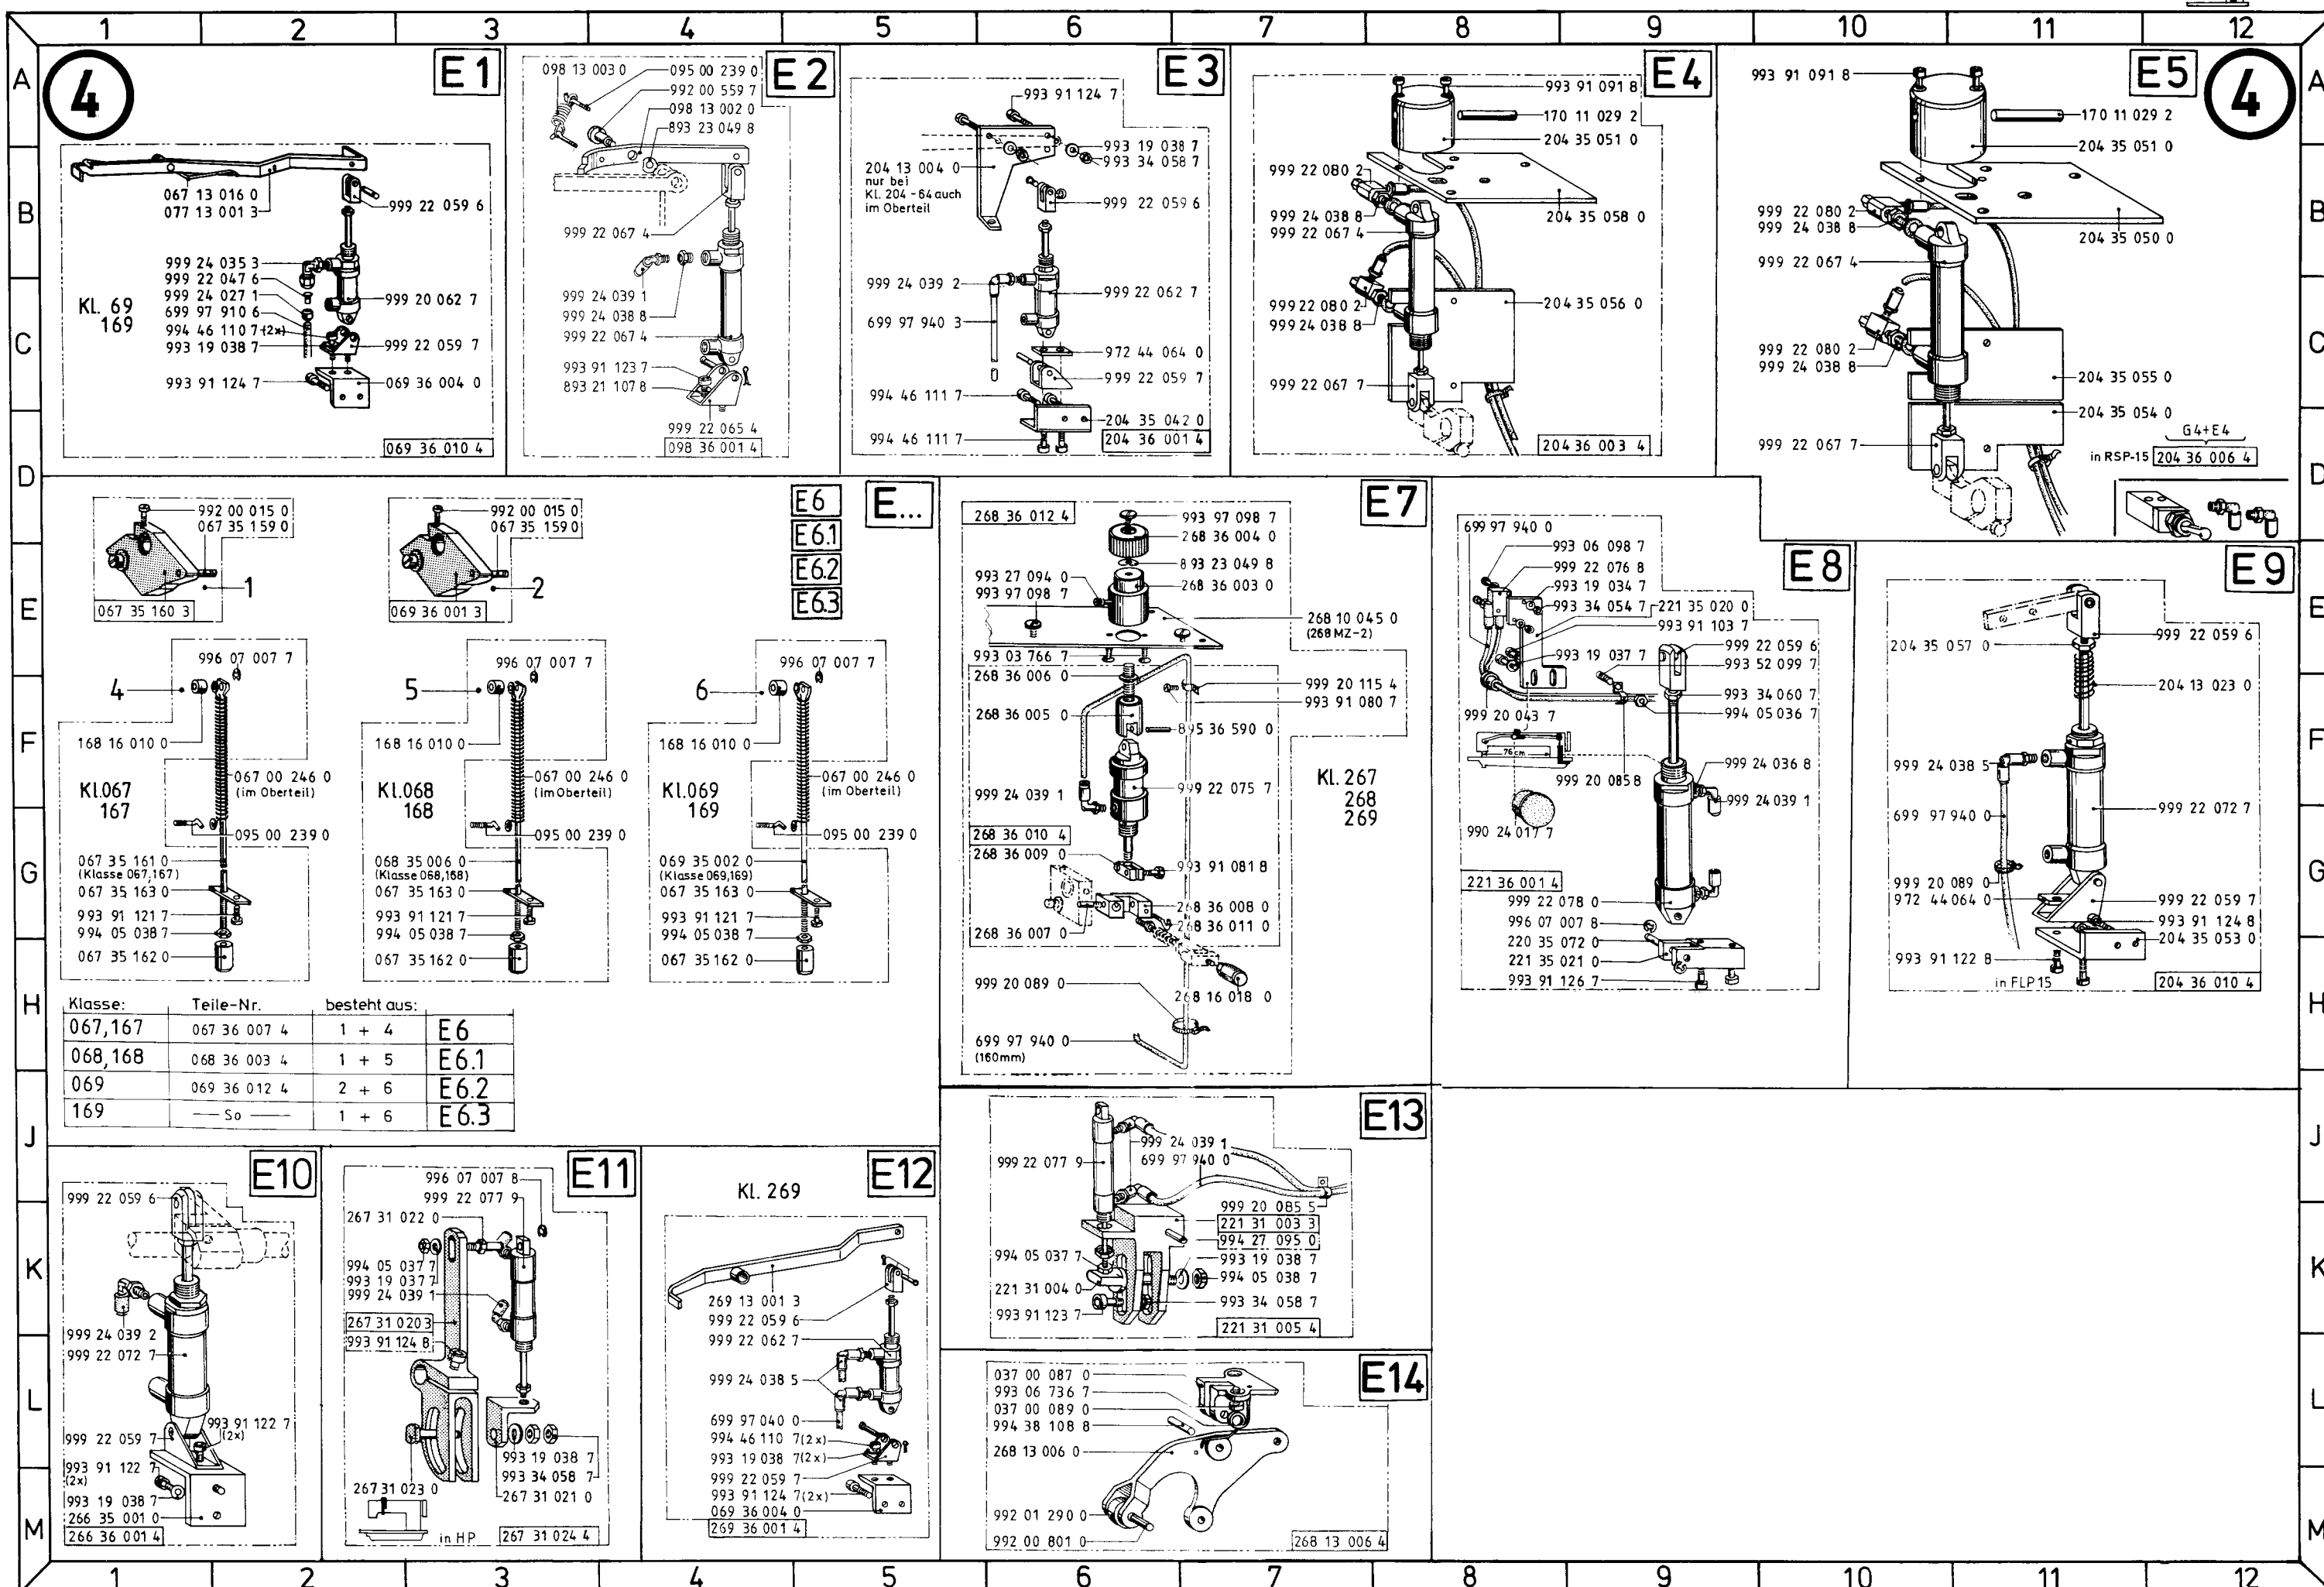 1 2 3 4 5 6 7 8 9 10 11 12
A
B
C
D
E
F
G
H
J
K
L
M
4
E1
067 13 016 0
077 13 001 3
999 22 059 6
999 24 035 3
999 22 047 6
999 24 027 1
699 97 910 6
994 46 110 7 (2x)
993 19 038 7
993 91 124 7
Kl. 69
169
999 20 062 7
999 22 059 7
069 36 004 0
069 36 010 4
E2
098 13 003 0
095 00 239 0
992 00 559 7
098 13 002 0
893 23 049 8
999 22 067 4
999 24 039 1
999 24 038 8
999 22 067 4
993 91 123 7
893 21 107 8
999 22 065 4
098 36 001 4
E3
993 91 124 7
993 19 038 7
993 34 058 7
204 13 004 0
nur bei
KL. 204 - 64 auch
im Oberteil
999 22 059 6
999 24 039 2
999 22 062 7
699 97 940 3
972 44 064 0
999 22 059 7
994 46 111 7
204 35 042 0
994 46 111 7
204 36 001 4
E4
993 91 091 8
170 11 029 2
204 35 051 0
999 22 080 2
999 24 038 8
999 22 067 4
204 35 058 0
999 22 080 2
999 24 038 8
204 35 056 0
999 22 067 7
204 36 003 4
E5
4
993 91 091 8
170 11 029 2
204 35 051 0
999 22 080 2
999 24 038 8
999 22 067 4
204 35 050 0
999 22 080 2
999 24 038 8
204 35 055 0
204 35 054 0
999 22 067 7
G4+E4
in RSP-15 204 36 006 4
E6
E6.1
E6.2
E6.3
E...
992 00 015 0
067 35 159 0
1
067 35 160 3
992 00 015 0
067 35 159 0
2
069 36 001 3
4
996 07 007 7
168 16 010 0
067 00 246 0
(im Oberteil)
Kl.067
167
095 00 239 0
067 35 161 0
(Klasse 067,167)
067 35 163 0
993 91 121 7
994 05 038 7
067 35 162 0
5
996 07 007 7
168 16 010 0
067 00 246 0
(im Oberteil)
Kl.068
168
095 00 239 0
068 35 006 0
(Klasse 068,168)
067 35 163 0
993 91 121 7
994 05 038 7
067 35 162 0
6
996 07 007 7
168 16 010 0
067 00 246 0
(im Oberteil)
Kl.069
169
095 00 239 0
069 35 002 0
(Klasse 069,169)
067 35 163 0
993 91 121 7
994 05 038 7
067 35 162 0
Klasse: Teile-Nr. besteht aus:
067,167 067 36 007 4 1 + 4 E6
068,168 068 36 003 4 1 + 5 E6.1
069 069 36 012 4 2 + 6 E6.2
169 — So — 1 + 6 E6.3
E7
268 36 012 4
993 97 098 7
268 36 004 0
893 23 049 8
993 27 094 0
993 97 098 7
268 36 003 0
268 10 045 0
(268 MZ-2)
993 03 766 7
268 36 006 0
999 20 115 4
993 91 080 7
268 36 005 0
895 36 590 0
999 24 039 1
999 22 075 7
Kl. 267
268
269
268 36 010 4
268 36 009 0
993 91 081 8
268 36 008 0
268 36 007 0
268 36 011 0
999 20 089 0
268 16 018 0
699 97 940 0
(160mm)
E8
699 97 940 0
993 06 098 7
999 22 076 8
993 19 034 7
993 34 054 7
221 35 020 0
993 91 103 7
993 19 037 7
999 22 059 6
993 52 099 7
993 34 060 7
994 05 036 7
999 20 043 7
76 cm
999 20 085 8
999 24 036 8
999 24 039 1
990 24 017 7
221 36 001 4
999 22 078 0
996 07 007 8
220 35 072 0
221 35 021 0
993 91 126 7
E9
204 35 057 0
999 22 059 6
204 13 023 0
999 24 038 5
999 22 072 7
699 97 940 0
999 20 089 0
972 44 064 0
999 22 059 7
993 91 124 8
204 35 053 0
993 91 122 8
in FLP 15
204 36 010 4
E10
999 22 059 6
999 24 039 2
999 22 072 7
993 91 122 7
(2x)
999 22 059 7
993 91 122 7
(2x)
993 19 038 7
266 35 001 0
266 36 001 4
E11
996 07 007 8
999 22 077 9
267 31 022 0
994 05 037 7
993 19 037 7
999 24 039 1
267 31 020 3
993 91 124 8
993 19 038 7
993 34 058 7
267 31 021 0
267 31 023 0
in HP
267 31 024 4
E12
Kl. 269
269 13 001 3
999 22 059 6
999 22 062 7
999 24 038 5
699 97 040 0
994 46 110 7 (2x)
993 19 038 7 (2x)
999 22 059 7
993 91 124 7 (2x)
069 36 004 0
269 36 001 4
E13
999 24 039 1
699 97 940 0
999 22 077 9
999 20 085 5
221 31 003 3
994 27 095 0
994 05 037 7
993 19 038 7
994 05 038 7
221 31 004 0
993 91 123 7
993 34 058 7
221 31 005 4
E14
037 00 087 0
993 06 736 7
037 00 089 0
994 38 108 8
268 13 006 0
992 01 290 0
992 00 801 0
268 13 006 4
1 2 3 4 5 6 7 8 9 10 11 12